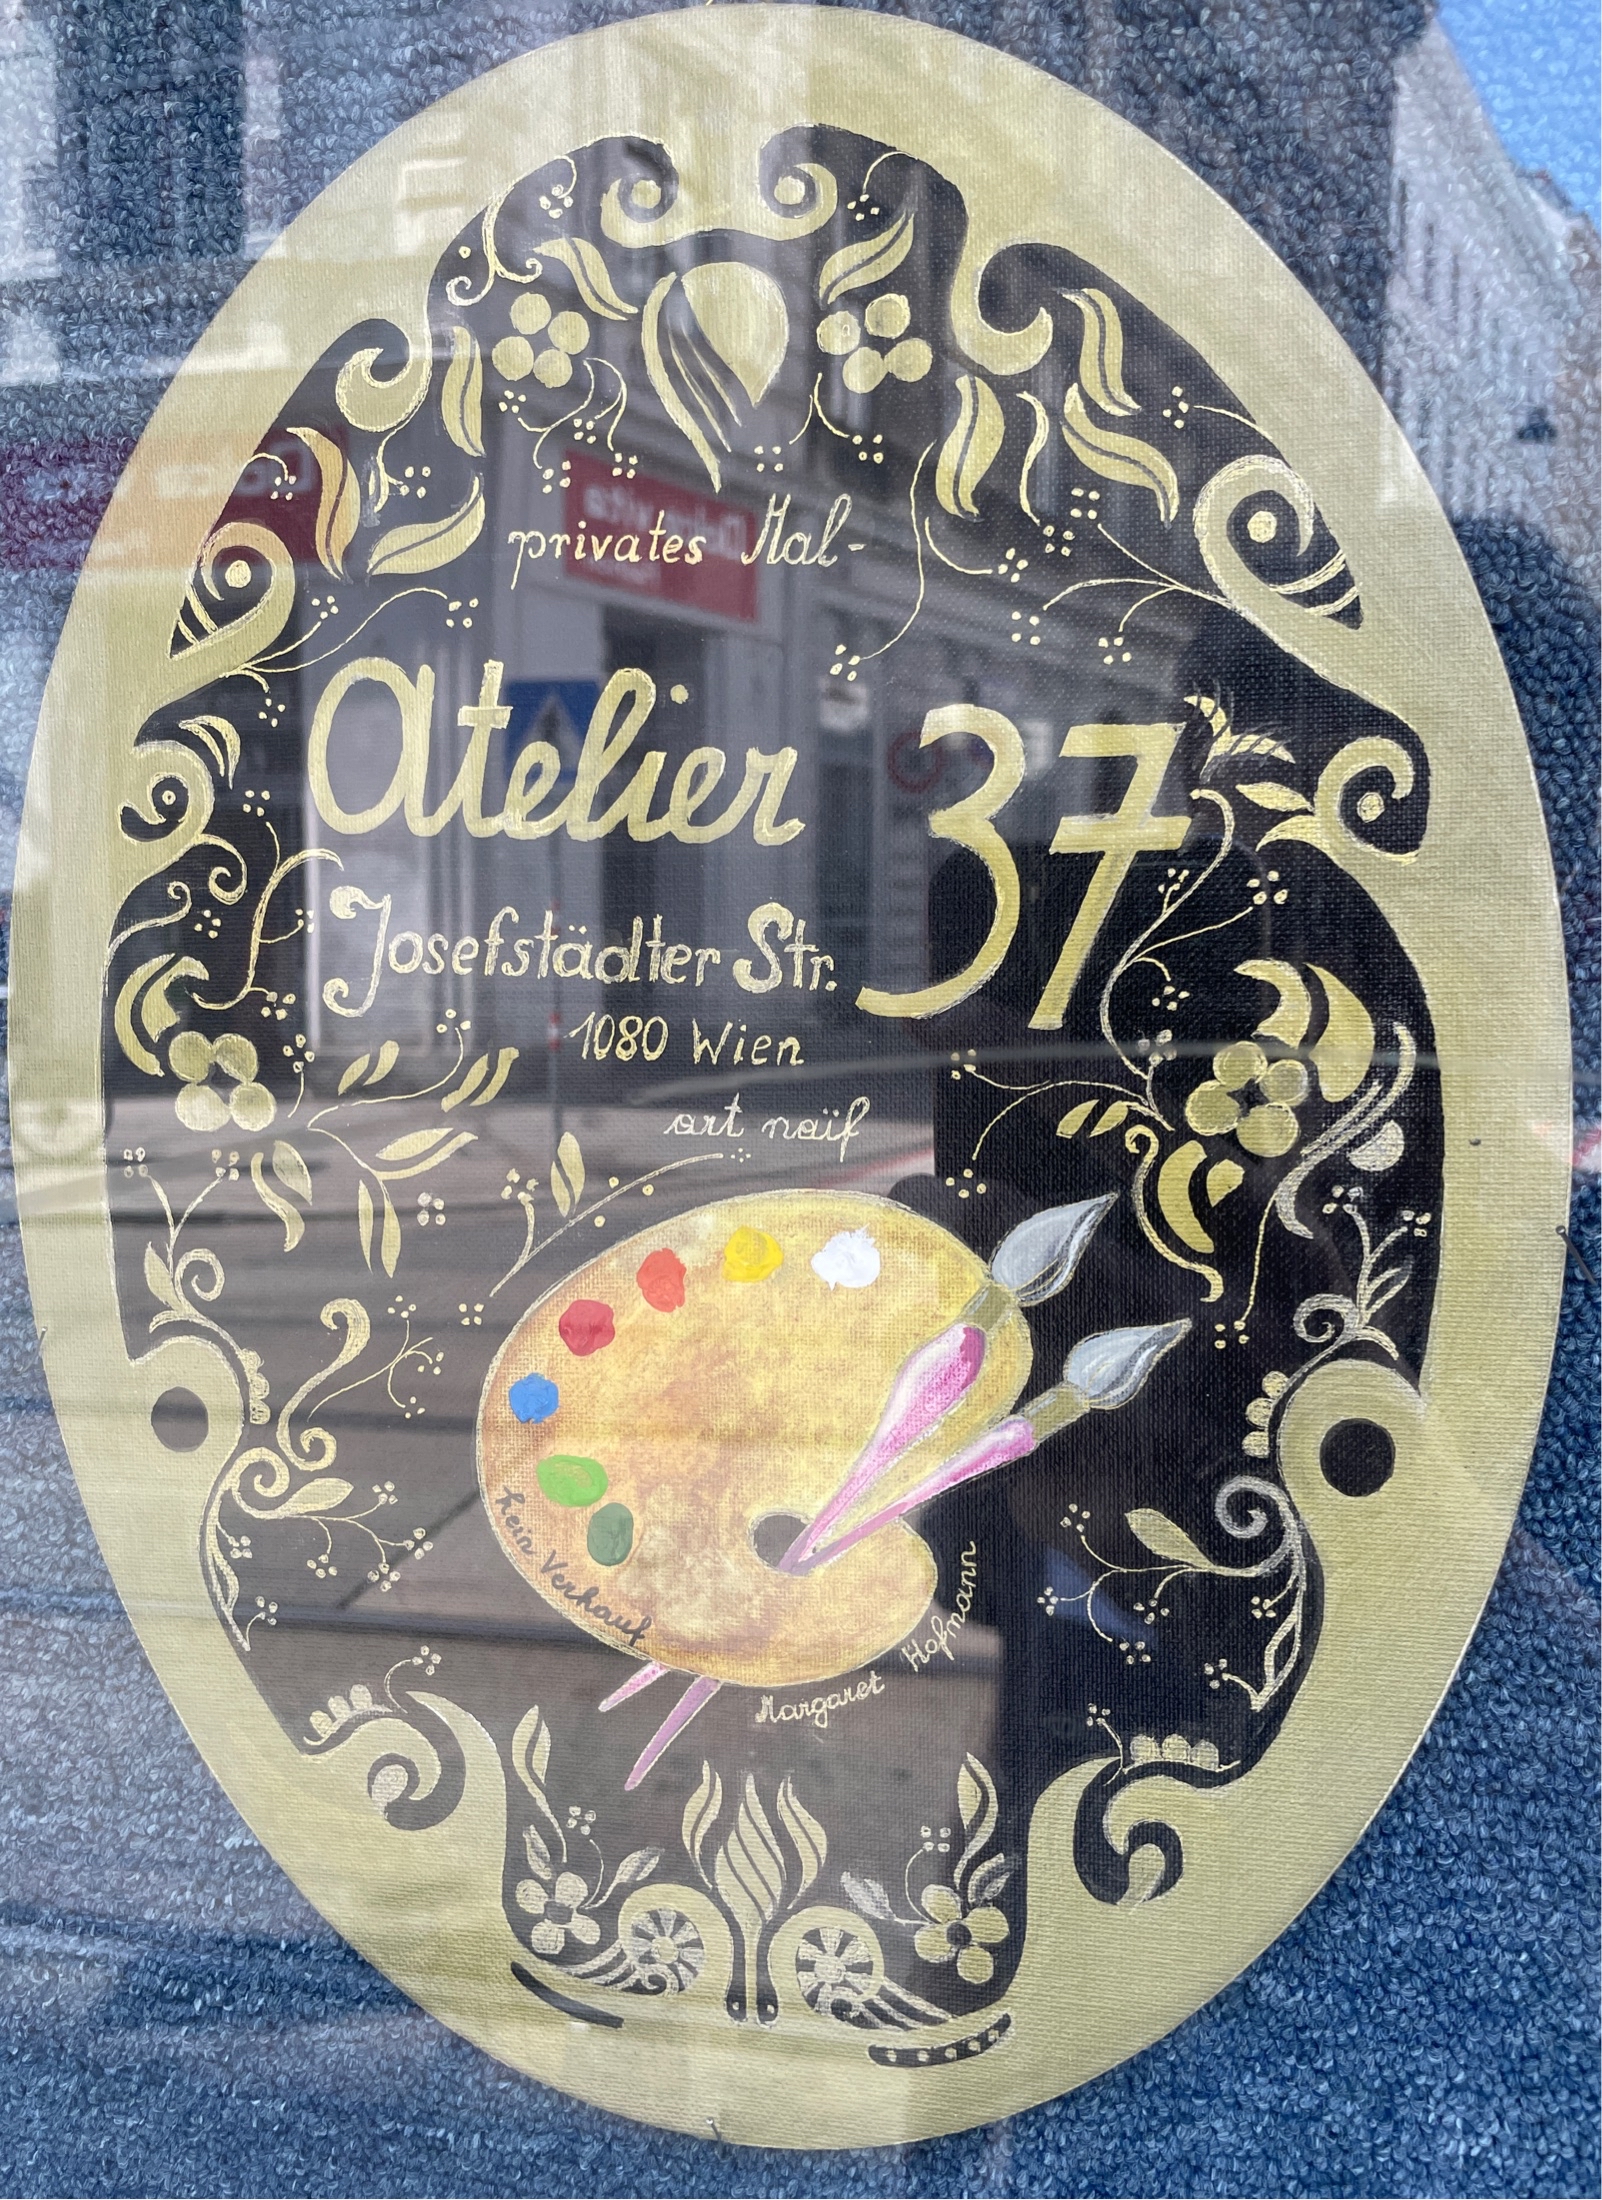 privates Mal-
Atelier 37
Josefstädter Str.
1080 Wien
art naïf
kein Verkauf
Margaret Hofmann